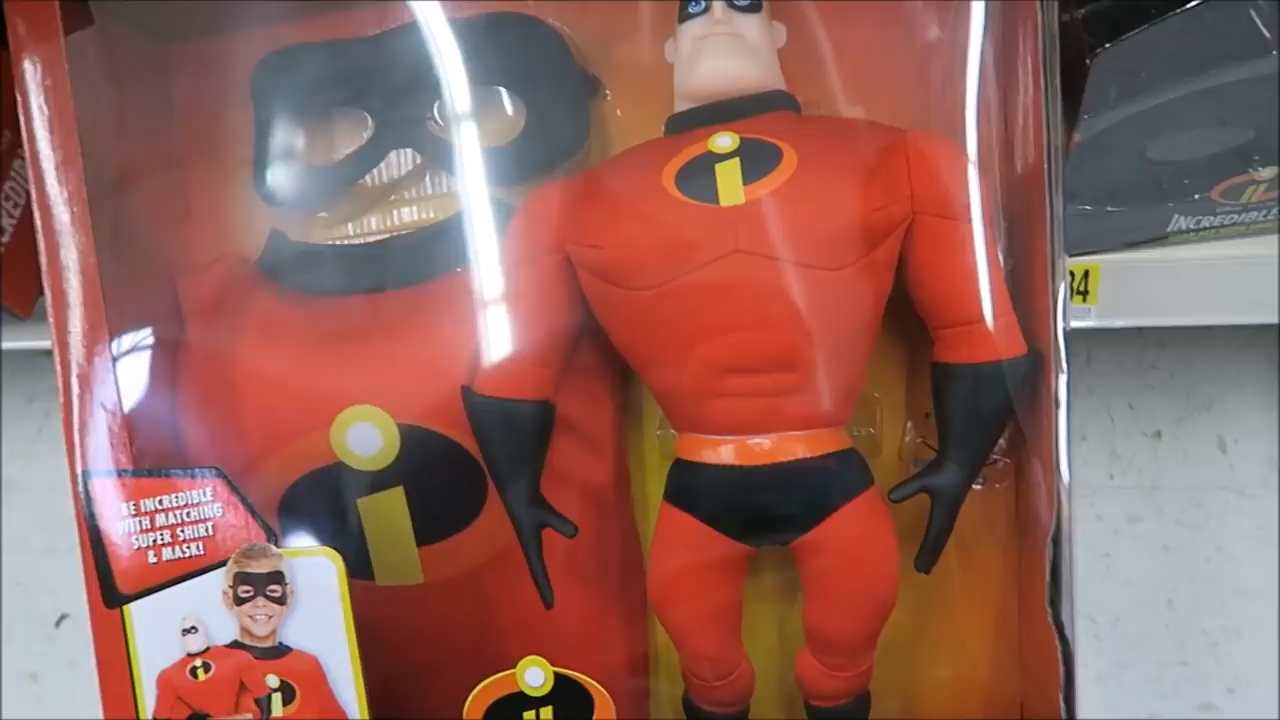 BE INCREDIBLE
WITH MATCHING
SUPER SHIRT
& MASK!
i
i
INCREDIBLE
34